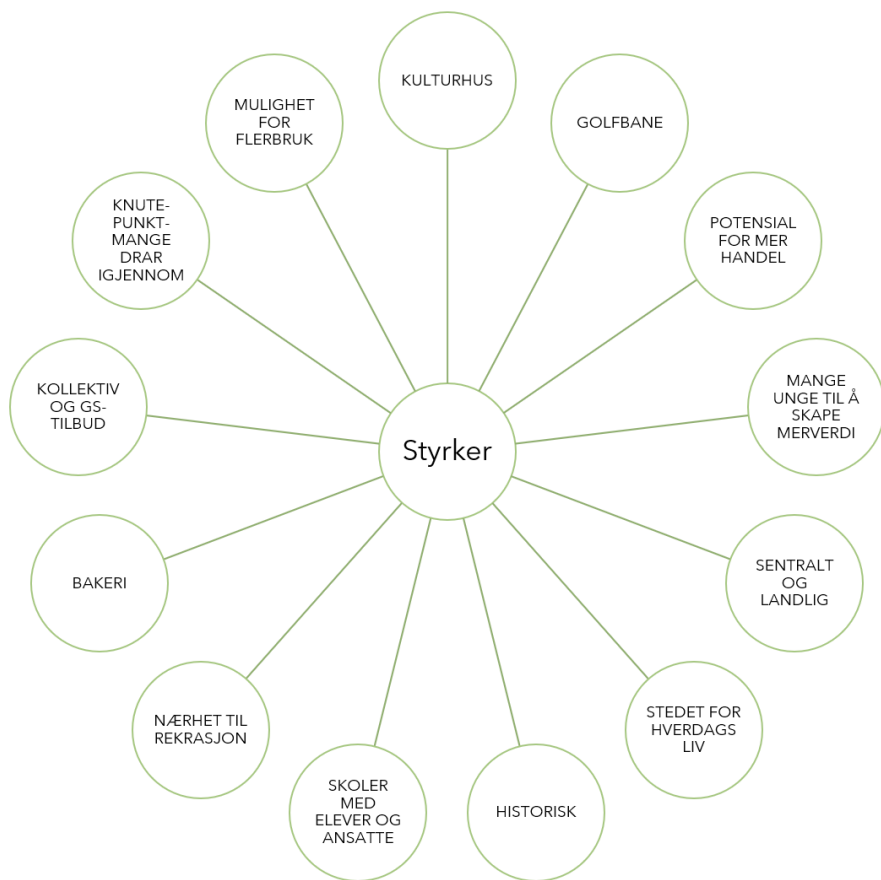 KULTURHUS
GOLFBANE
POTENSIAL
FOR MER
HANDEL
MANGE
UNGE TIL Å
SKAPE
MERVERDI
SENTRALT
OG
LANDLIG
STEDET FOR
HVERDAGS
LIV
HISTORISK
SKOLER
MED
ELEVER OG
ANSATTE
NÆRHET TIL
REKRASJON
BAKERI
KOLLEKTIV
OG GS-
TILBUD
KNUTE-
PUNKT-
MANGE
DRAR
IGJENNOM
MULIGHET
FOR
FLERBRUK
Styrker